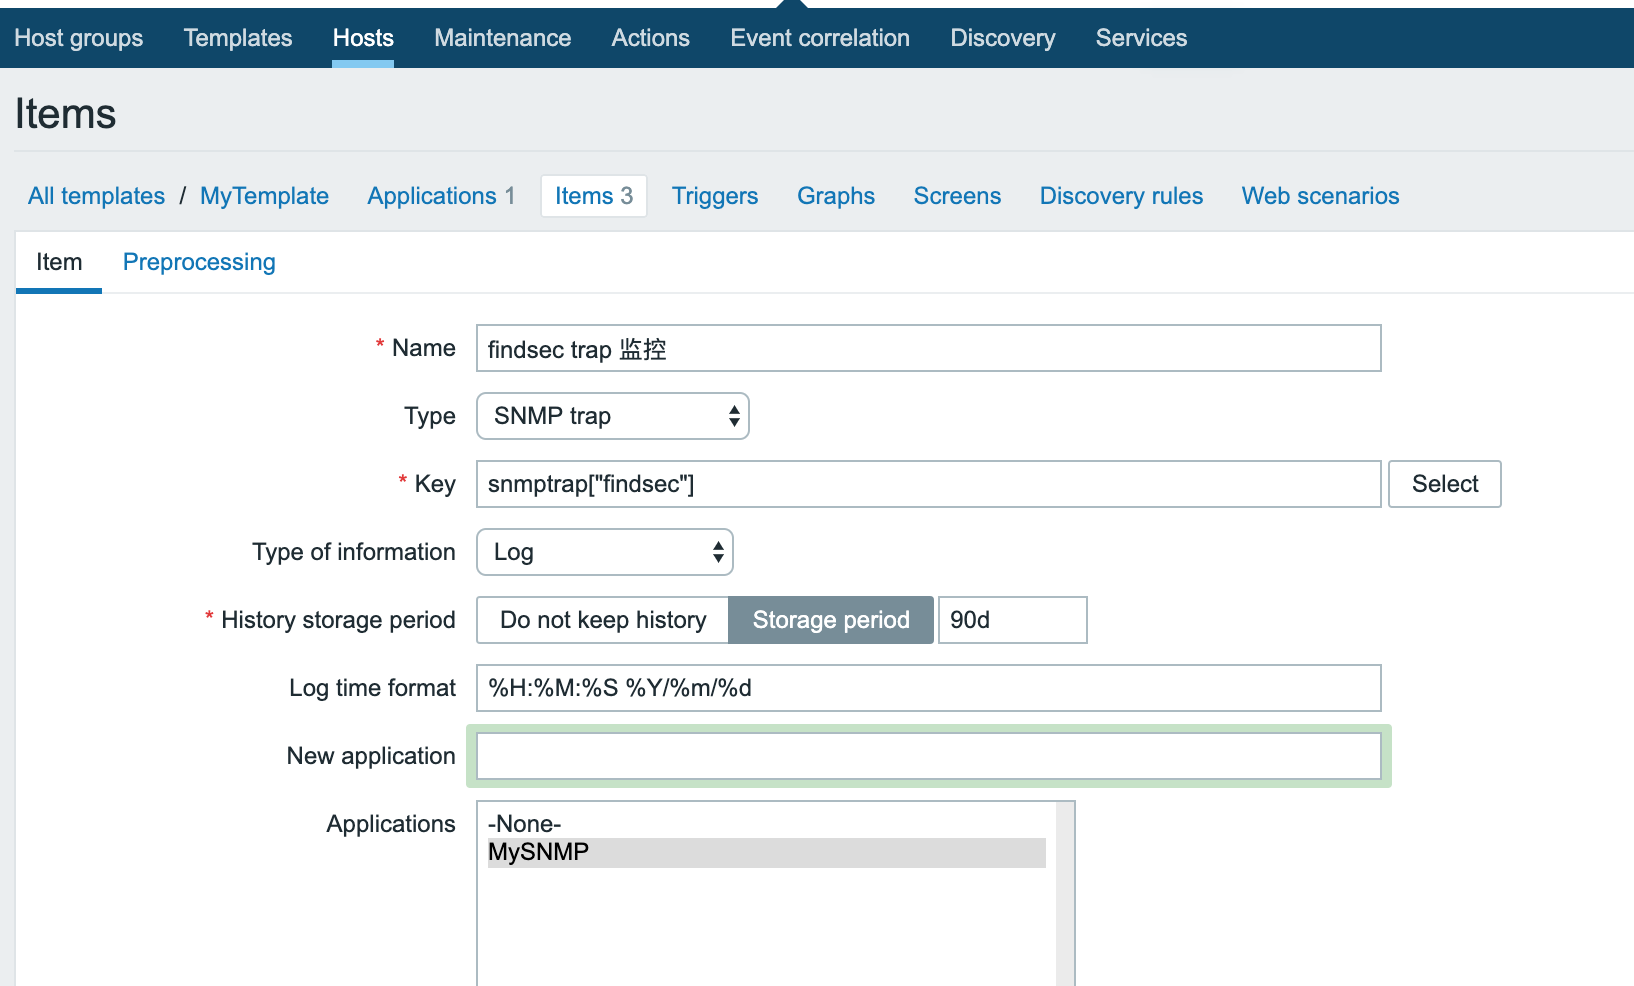 Host groups Templates Hosts Maintenance Actions Event correlation Discovery Services
Items
All templates / MyTemplate Applications 1 Items 3 Triggers Graphs Screens Discovery rules Web scenarios
Item Preprocessing
* Name findsec trap 监控
Type SNMP trap
* Key snmptrap["findsec"] Select
Type of information Log
* History storage period Do not keep history Storage period 90d
Log time format %H:%M:%S %Y/%m/%d
New application
Applications -None-
MySNMP